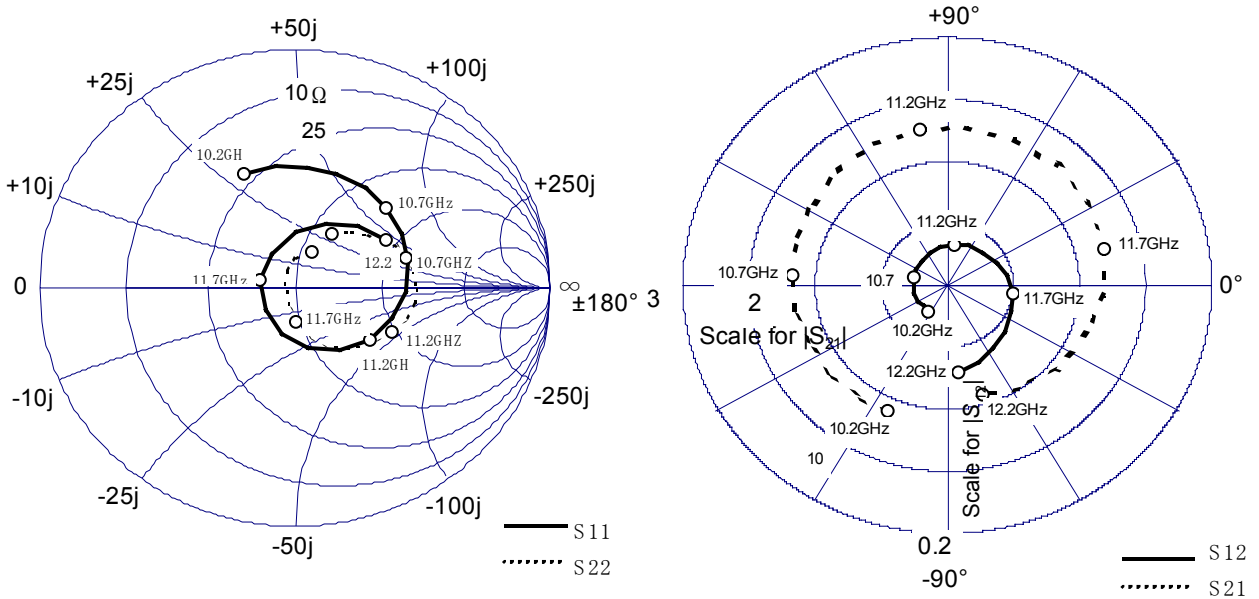 +50j
+90°
+25j
+100j
10Ω
25
11.2GHz
10.2GH
+10j
+250j
10.7GHz
11.2GHz
12.2
10.7GHZ
11.7GHz
10.7GHz
10.7
11.7GHz
0
∞
±180°
3
2
0°
11.7GHz
11.7GHz
10.2GHz
11.2GHZ
Scale for |S21|
11.2GH
12.2GHz
-10j
-250j
12.2GHz
10.2GHz
10
-25j
-100j
Scale for |S12|
-50j
0.2
-90°
S11
S22
S12
S21